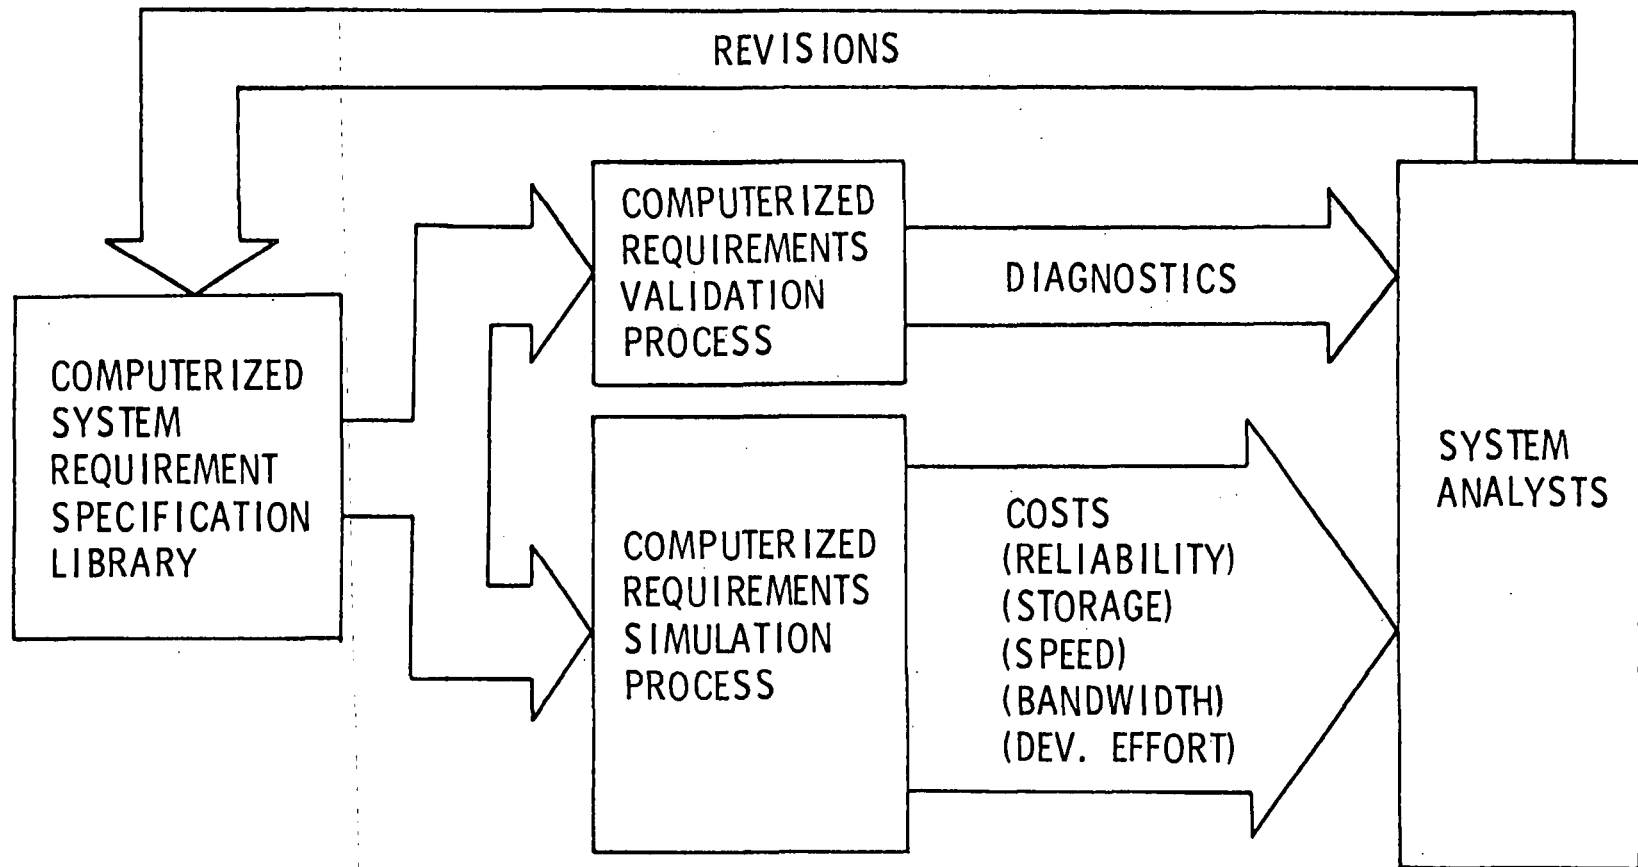 REVISIONS
COMPUTERIZED
REQUIREMENTS
VALIDATION
PROCESS
DIAGNOSTICS
COMPUTERIZED
SYSTEM
REQUIREMENT
SPECIFICATION
LIBRARY
COMPUTERIZED
REQUIREMENTS
SIMULATION
PROCESS
COSTS
(RELIABILITY)
(STORAGE)
(SPEED)
(BANDWIDTH)
(DEV. EFFORT)
SYSTEM
ANALYSTS